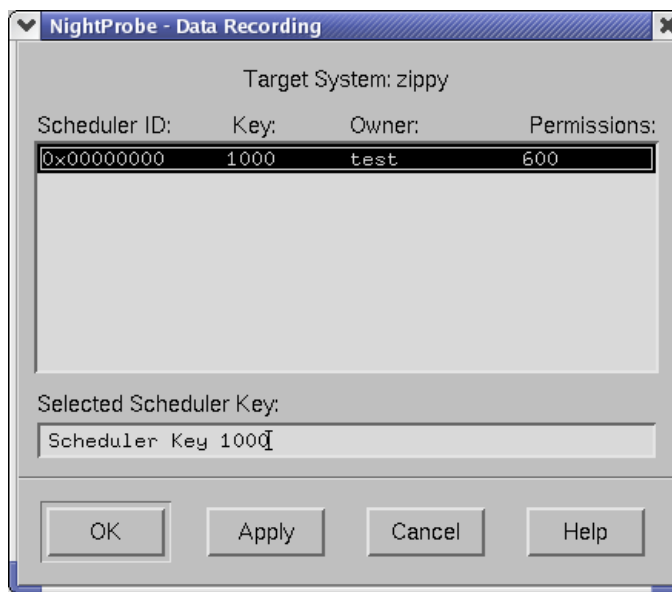 NightProbe - Data Recording
Target System: zippy
Scheduler ID: Key: Owner: Permissions:
0x00000000 1000 test 600
Selected Scheduler Key:
Scheduler Key 1000
OK Apply Cancel Help